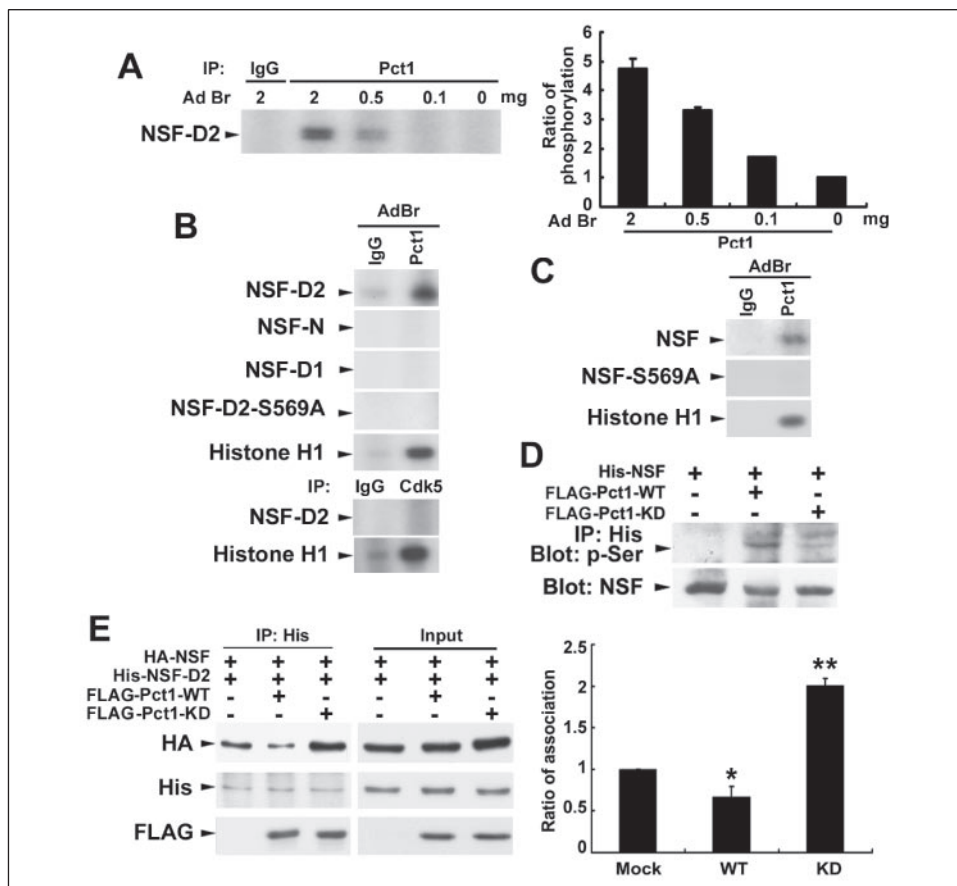 A
IP: IgG Pct1
Ad Br 2 2 0.5 0.1 0 mg
NSF-D2
Ratio of phosphorylation
6
5
4
3
2
1
0
Ad Br 2 0.5 0.1 0 mg
Pct1
B
AdBr
IgG Pct1
NSF-D2
NSF-N
NSF-D1
NSF-D2-S569A
Histone H1
IP: IgG Cdk5
NSF-D2
Histone H1
C
AdBr
IgG Pct1
NSF
NSF-S569A
Histone H1
D
His-NSF + + +
FLAG-Pct1-WT - + -
FLAG-Pct1-KD - - +
IP: His
Blot: p-Ser
Blot: NSF
E
IP: His Input
HA-NSF + + + + + +
His-NSF-D2 + + + + + +
FLAG-Pct1-WT - + - - + -
FLAG-Pct1-KD - - + - - +
HA
His
FLAG
Ratio of association
2.5
2
1.5
1
0.5
0
* **
Mock WT KD